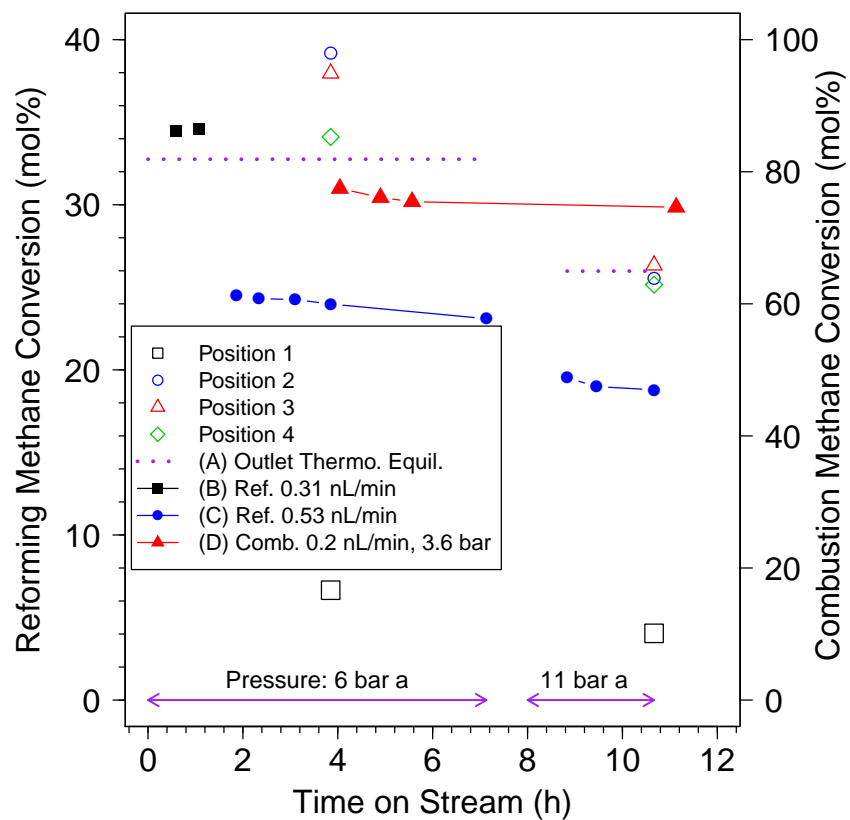 Reforming Methane Conversion (mol%)
40
30
20
10
0
100
80
60
40
20
0
Combustion Methane Conversion (mol%)
Position 1
Position 2
Position 3
Position 4
(A) Outlet Thermo. Equil.
(B) Ref. 0.31 nL/min
(C) Ref. 0.53 nL/min
(D) Comb. 0.2 nL/min, 3.6 bar
Pressure: 6 bar a
11 bar a
0 2 4 6 8 10 12
Time on Stream (h)